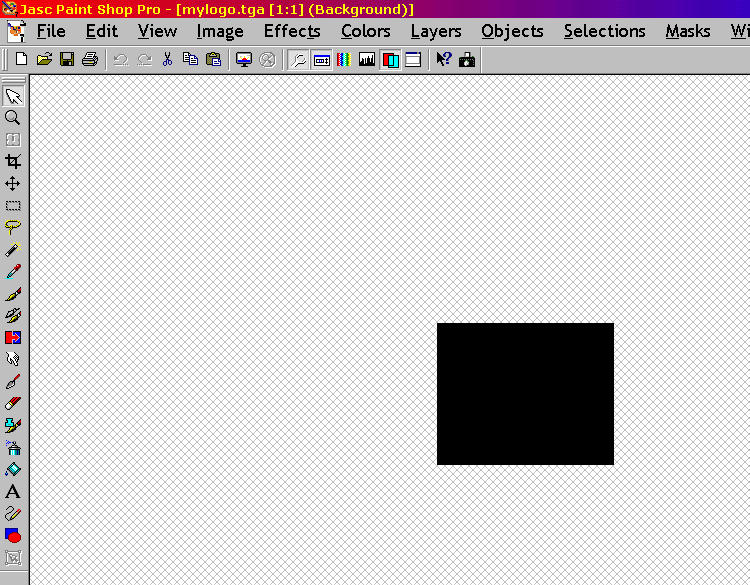 Jasc Paint Shop Pro - [mylogo.tga [1:1] (Background)]
File Edit View Image Effects Colors Layers Objects Selections Masks Wi